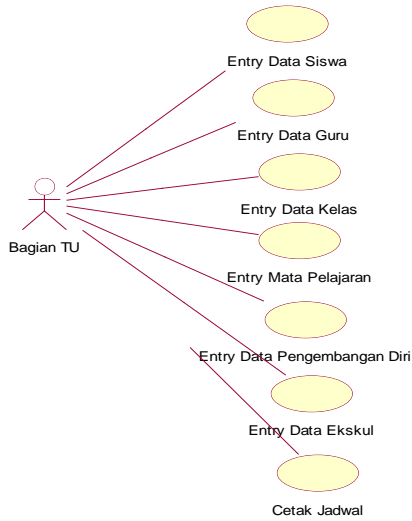 Entry Data Siswa
Entry Data Guru
Entry Data Kelas
Bagian TU
Entry Mata Pelajaran
Entry Data Pengembangan Diri
Entry Data Ekskul
Cetak Jadwal